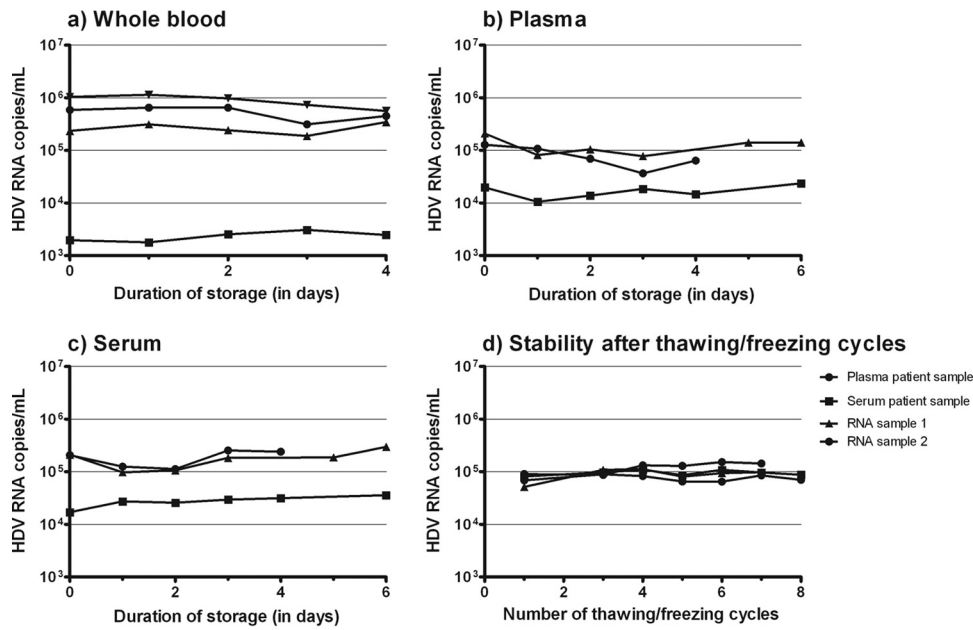 a) Whole blood
HDV RNA copies/mL
10⁷
10⁶
10⁵
10⁴
10³
0 2 4
Duration of storage (in days)
b) Plasma
HDV RNA copies/mL
10⁷
10⁶
10⁵
10⁴
10³
0 2 4 6
Duration of storage (in days)
c) Serum
HDV RNA copies/mL
10⁷
10⁶
10⁵
10⁴
10³
0 2 4 6
Duration of storage (in days)
d) Stability after thawing/freezing cycles
HDV RNA copies/mL
10⁷
10⁶
10⁵
10⁴
10³
0 2 4 6 8
Number of thawing/freezing cycles
Plasma patient sample
Serum patient sample
RNA sample 1
RNA sample 2